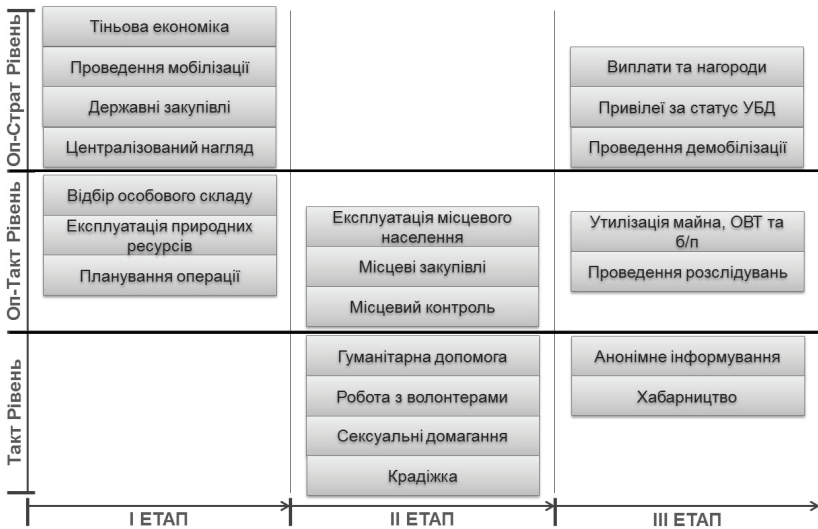 Оп-Страт Рівень
Тіньова економіка
Проведення мобілізації
Державні закупівлі
Централізований нагляд
Виплати та нагороди
Привілеї за статус УБД
Проведення демобілізації
Оп-Такт Рівень
Відбір особового складу
Експлуатація природних
ресурсів
Планування операції
Експлуатація місцевого
населення
Місцеві закупівлі
Місцевий контроль
Утилізація майна, ОВТ та
б/п
Проведення розслідувань
Такт Рівень
Гуманітарна допомога
Робота з волонтерами
Сексуальні домагання
Крадіжка
Анонімне інформування
Хабарництво
І ЕТАП
ІІ ЕТАП
ІІІ ЕТАП